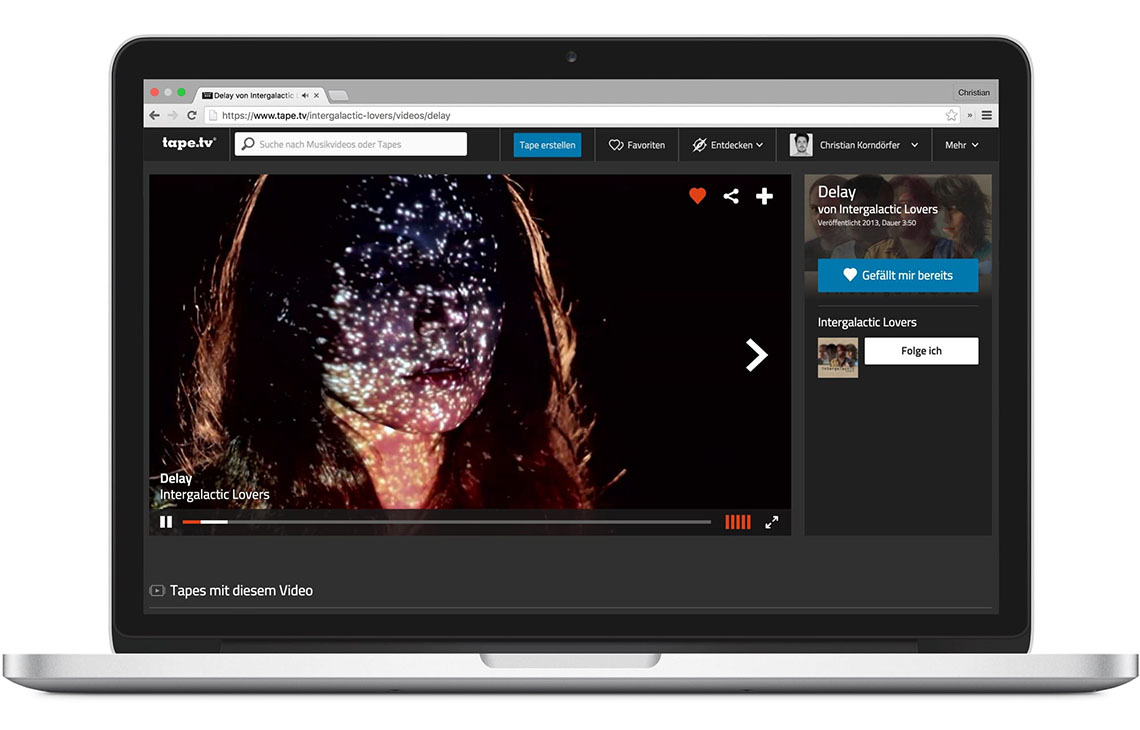 Delay von Intergalactic
Christian
https://www.tape.tv/intergalactic-lovers/videos/delay
tape.tv®
Suche nach Musikvideos oder Tapes
Tape erstellen
Favoriten
Entdecken
Christian Korndörfer
Mehr
Delay
von Intergalactic Lovers
Veröffentlicht 2013, Dauer 3:50
Gefällt mir bereits
Intergalactic Lovers
Folge ich
Delay
Intergalactic Lovers
Tapes mit diesem Video